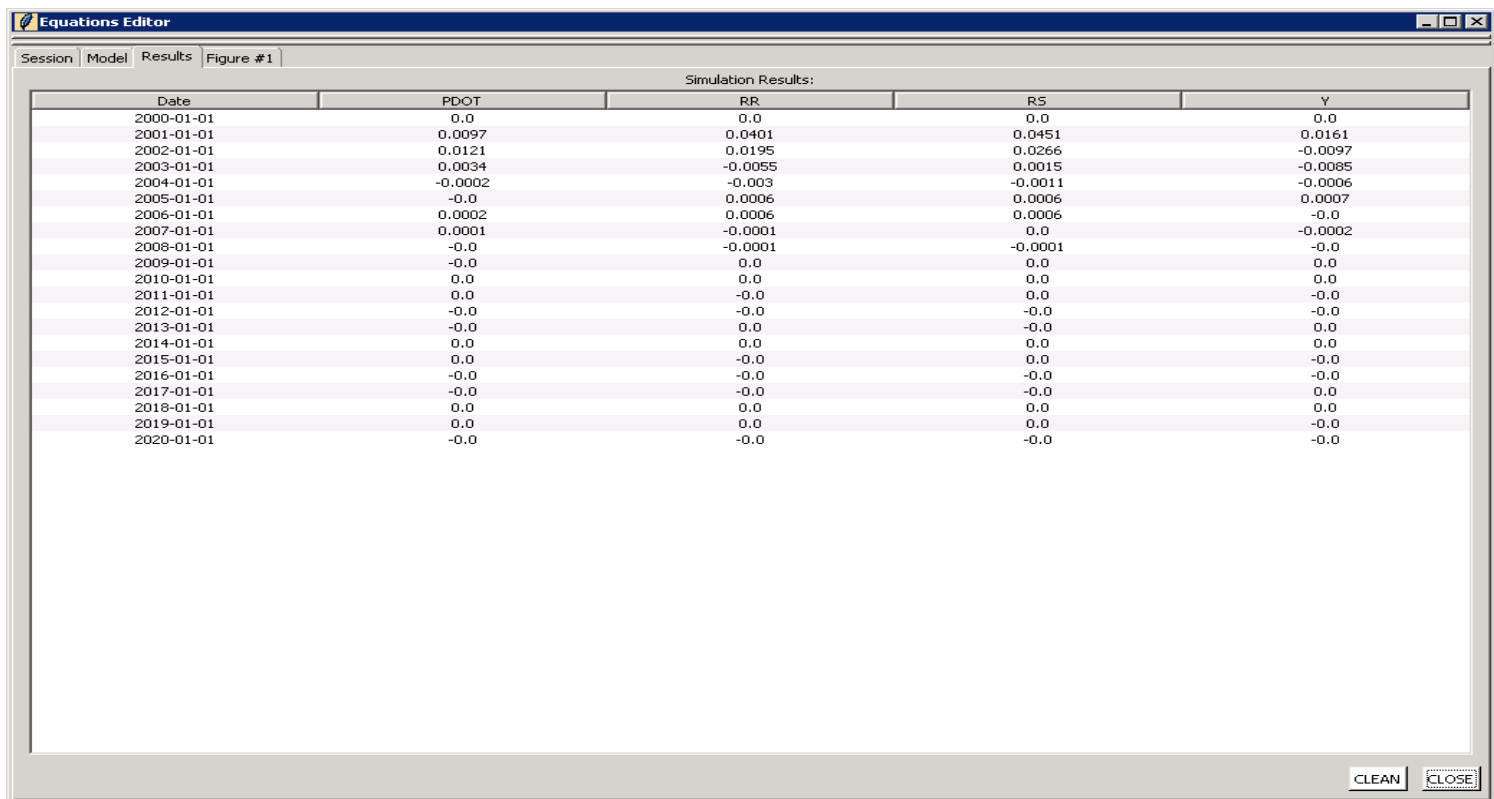 Equations Editor
Session Model Results Figure #1
Simulation Results:
Date PDOT RR RS Y
2000-01-01 0.0 0.0 0.0 0.0
2001-01-01 0.0097 0.0401 0.0451 0.0161
2002-01-01 0.0121 0.0195 0.0266 -0.0097
2003-01-01 0.0034 -0.0055 0.0015 -0.0085
2004-01-01 -0.0002 -0.003 -0.0011 -0.0006
2005-01-01 -0.0 0.0006 0.0006 0.0007
2006-01-01 0.0002 0.0006 0.0006 -0.0
2007-01-01 0.0001 -0.0001 0.0 -0.0002
2008-01-01 -0.0 -0.0001 -0.0001 -0.0
2009-01-01 -0.0 0.0 0.0 0.0
2010-01-01 0.0 0.0 0.0 0.0
2011-01-01 0.0 -0.0 0.0 -0.0
2012-01-01 -0.0 -0.0 -0.0 -0.0
2013-01-01 -0.0 0.0 -0.0 0.0
2014-01-01 0.0 0.0 0.0 0.0
2015-01-01 0.0 -0.0 0.0 -0.0
2016-01-01 -0.0 -0.0 -0.0 -0.0
2017-01-01 -0.0 -0.0 -0.0 0.0
2018-01-01 0.0 0.0 0.0 0.0
2019-01-01 0.0 0.0 0.0 -0.0
2020-01-01 -0.0 -0.0 -0.0 -0.0
CLEAN CLOSE